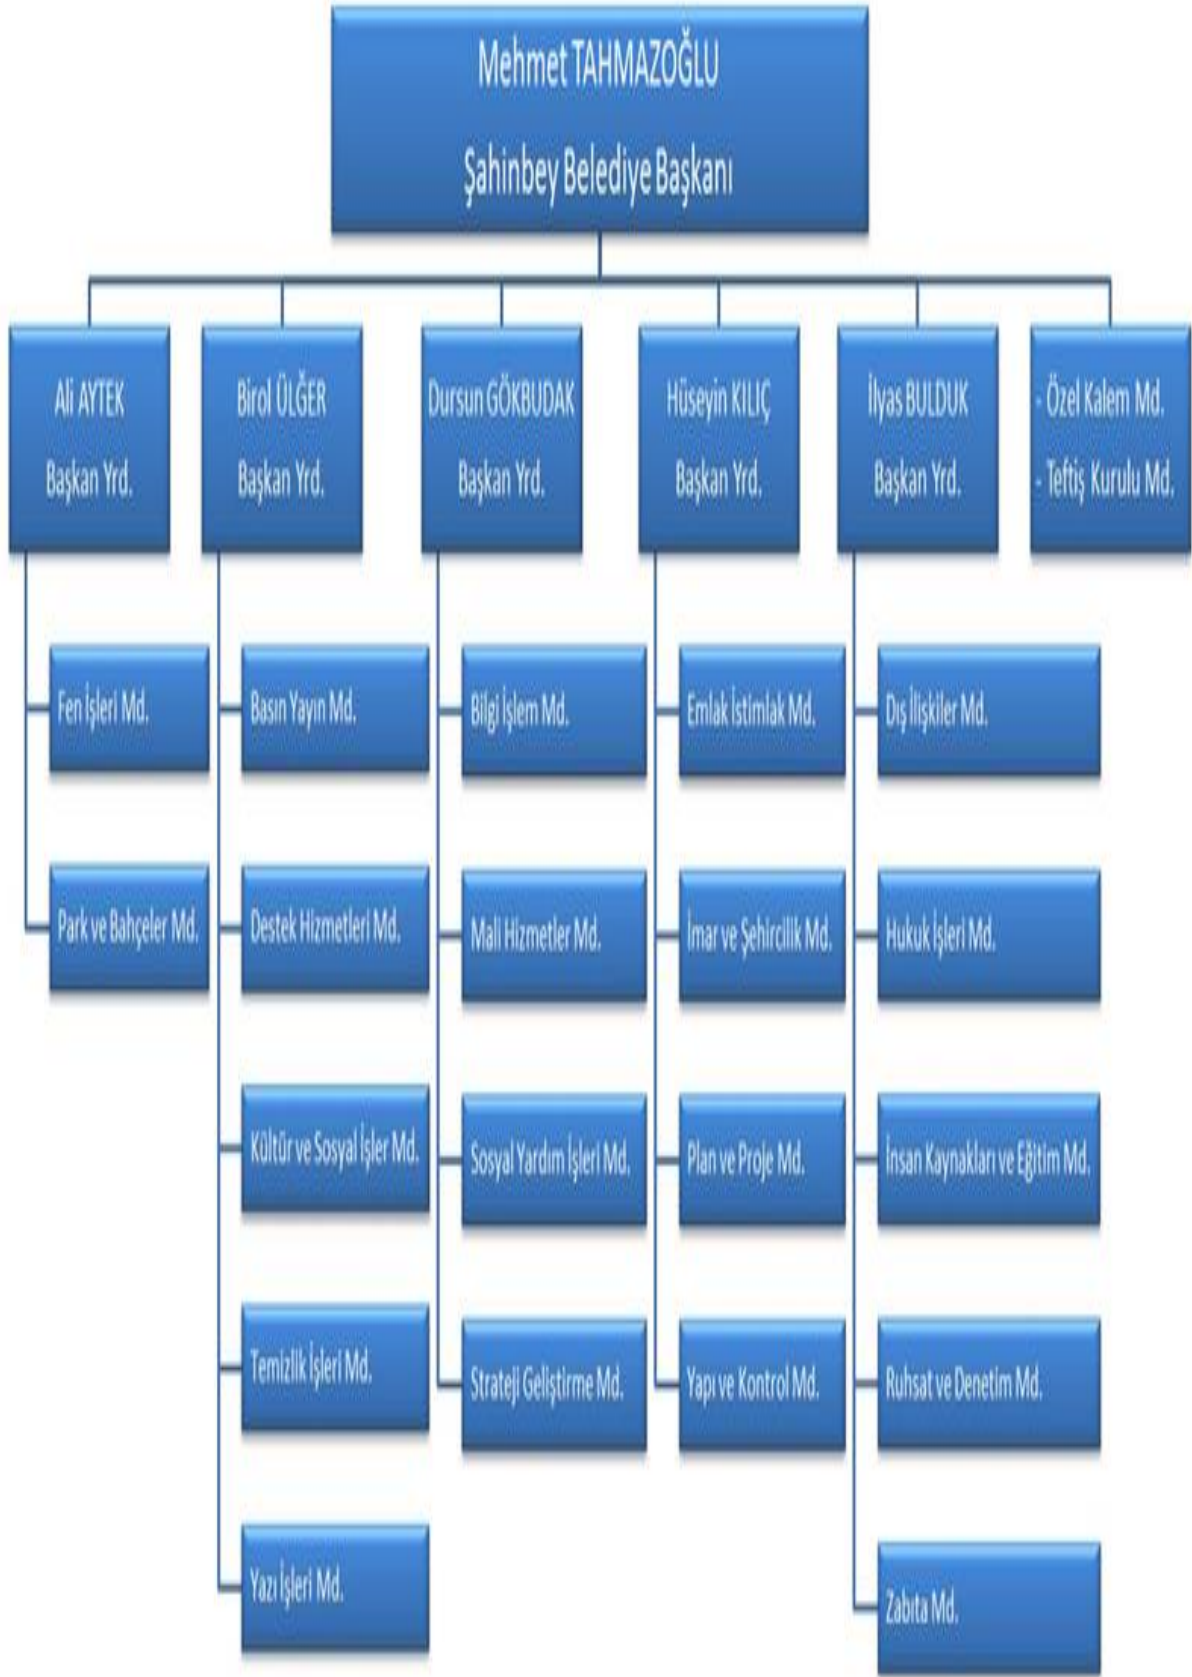 Mehmet TAHMAZOĞLU
Şahinbey Belediye Başkanı
Ali AYTEK
Başkan Yrd.
Fen İşleri Md.
Park ve Bahçeler Md.
Birol ÜLĞER
Başkan Yrd.
Basın Yayın Md.
Destek Hizmetleri Md.
Kültür ve Sosyal İşler Md.
Temizlik İşleri Md.
Yazı İşleri Md.
Dursun GÖKBUDAK
Başkan Yrd.
Bilgi İşlem Md.
Mali Hizmetler Md.
Sosyal Yardım İşleri Md.
Strateji Geliştirme Md.
Hüseyin KILIÇ
Başkan Yrd.
Emlak İstimlak Md.
İmar ve Şehircilik Md.
Plan ve Proje Md.
Yapı ve Kontrol Md.
İlyas BULDUK
Başkan Yrd.
Dış İlişkiler Md.
Hukuk İşleri Md.
İnsan Kaynakları ve Eğitim Md.
Ruhsat ve Denetim Md.
Zabıta Md.
- Özel Kalem Md.
- Teftiş Kurulu Md.